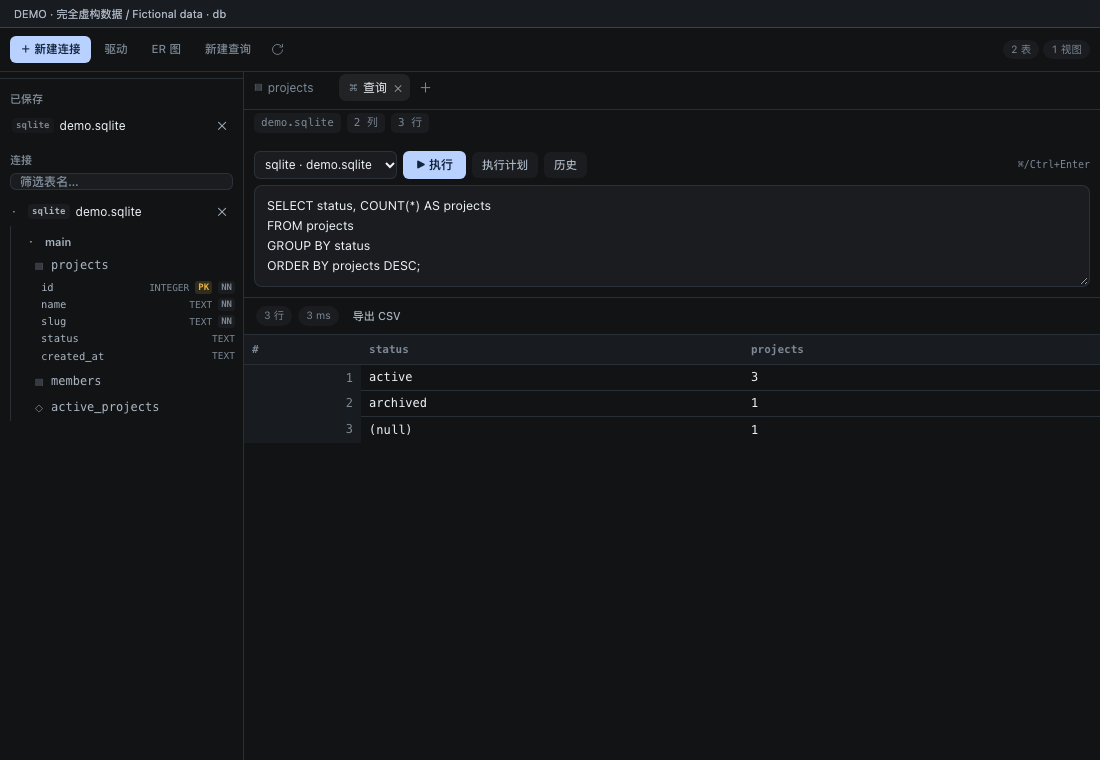 DEMO · 完全虚构数据 / Fictional data · db
+ 新建连接 驱动 ER 图 新建查询 2 表 1 视图
已保存
sqlite demo.sqlite
连接
筛选表名...
sqlite demo.sqlite
main
projects
id INTEGER PK NN
name TEXT NN
slug TEXT NN
status TEXT
created_at TEXT
members
active_projects
projects ⌘ 查询
demo.sqlite 2 列 3 行
sqlite · demo.sqlite 执行 执行计划 历史 ⌘/Ctrl+Enter
SELECT status, COUNT(*) AS projects
FROM projects
GROUP BY status
ORDER BY projects DESC;
3 行 3 ms 导出 CSV
# status projects
1 active 3
2 archived 1
3 (null) 1